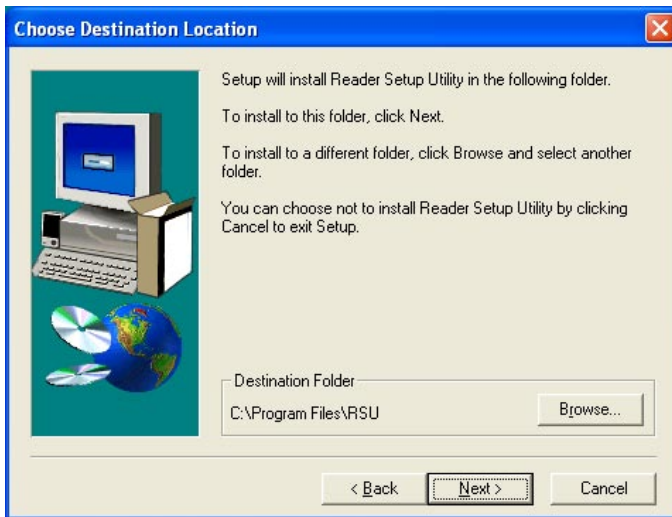 Choose Destination Location
Setup will install Reader Setup Utility in the following folder.
To install to this folder, click Next.
To install to a different folder, click Browse and select another
folder.
You can choose not to install Reader Setup Utility by clicking
Cancel to exit Setup.
Destination Folder
C:\Program Files\RSU
Browse...
< Back
Next >
Cancel